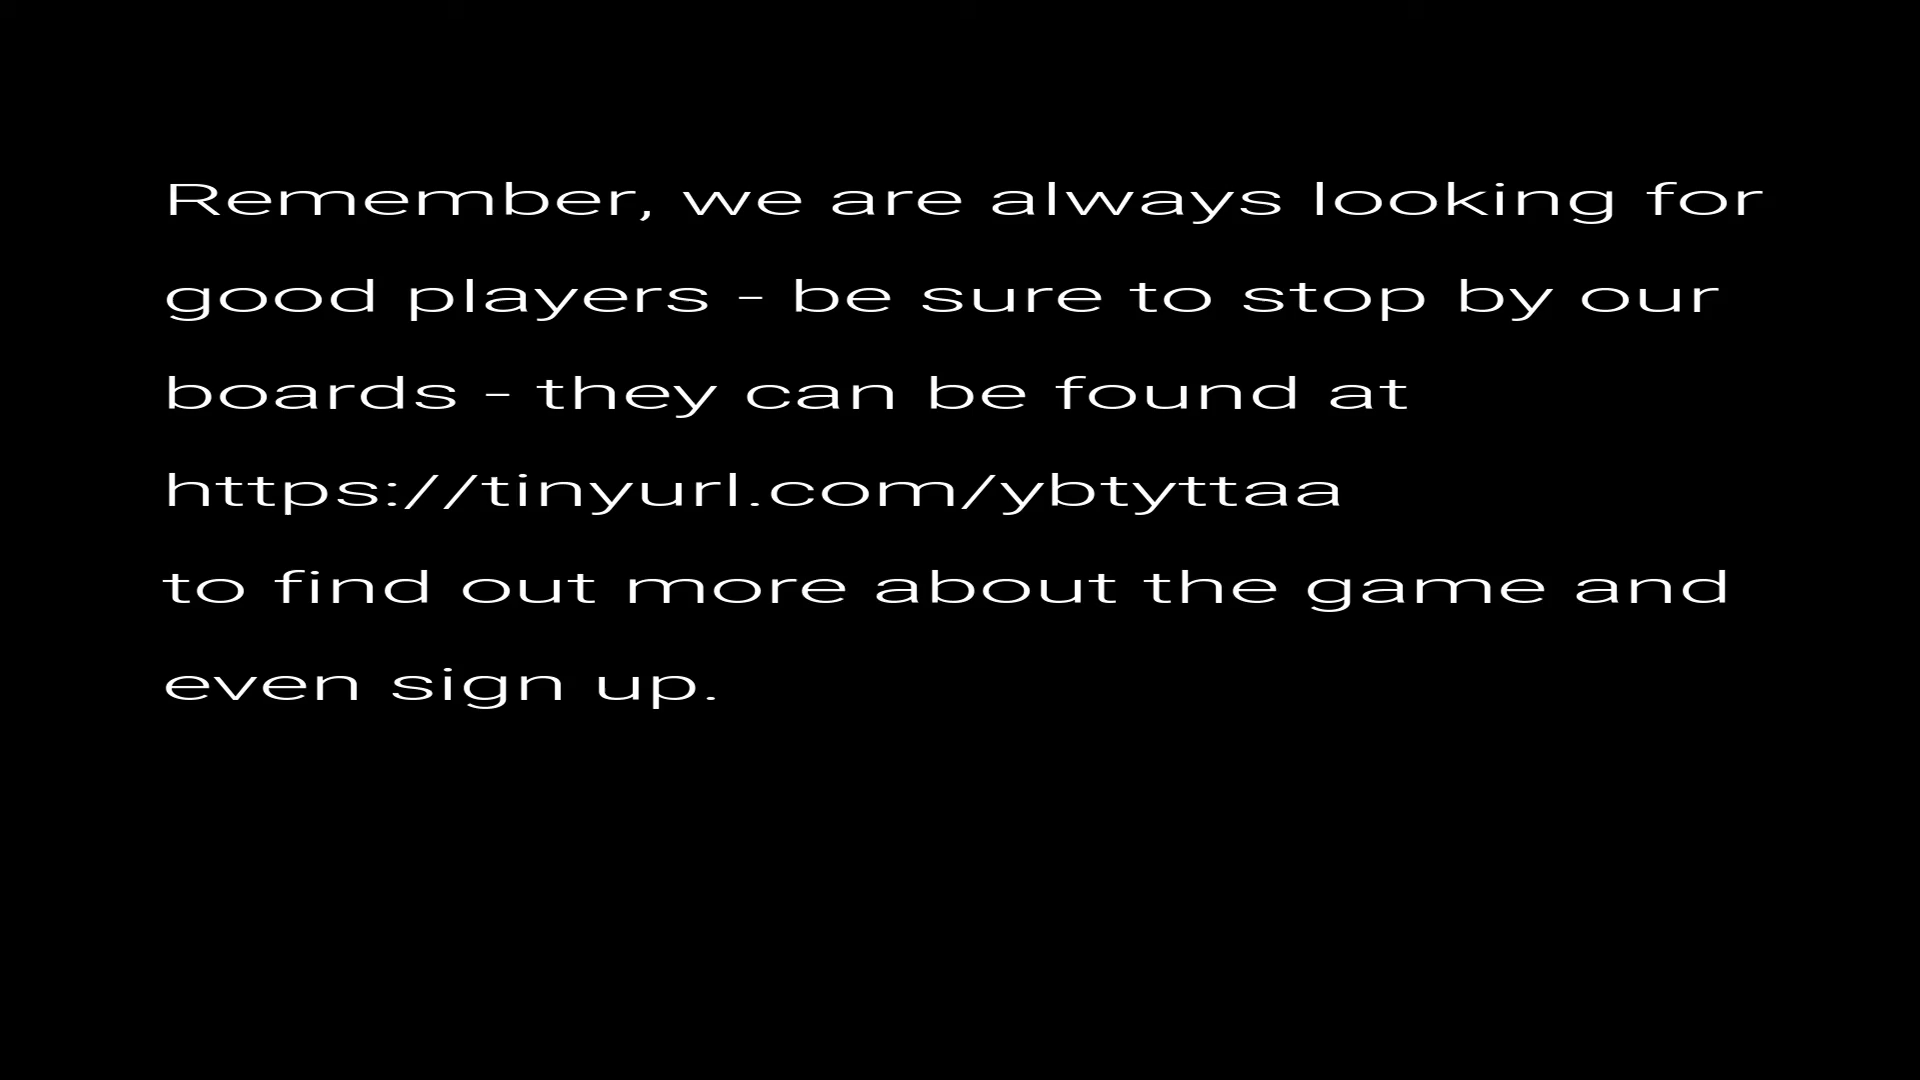 Remember, we are always looking for
good players - be sure to stop by our
boards - they can be found at
https://tinyurl.com/ybtyttaa
to find out more about the game and
even sign up.